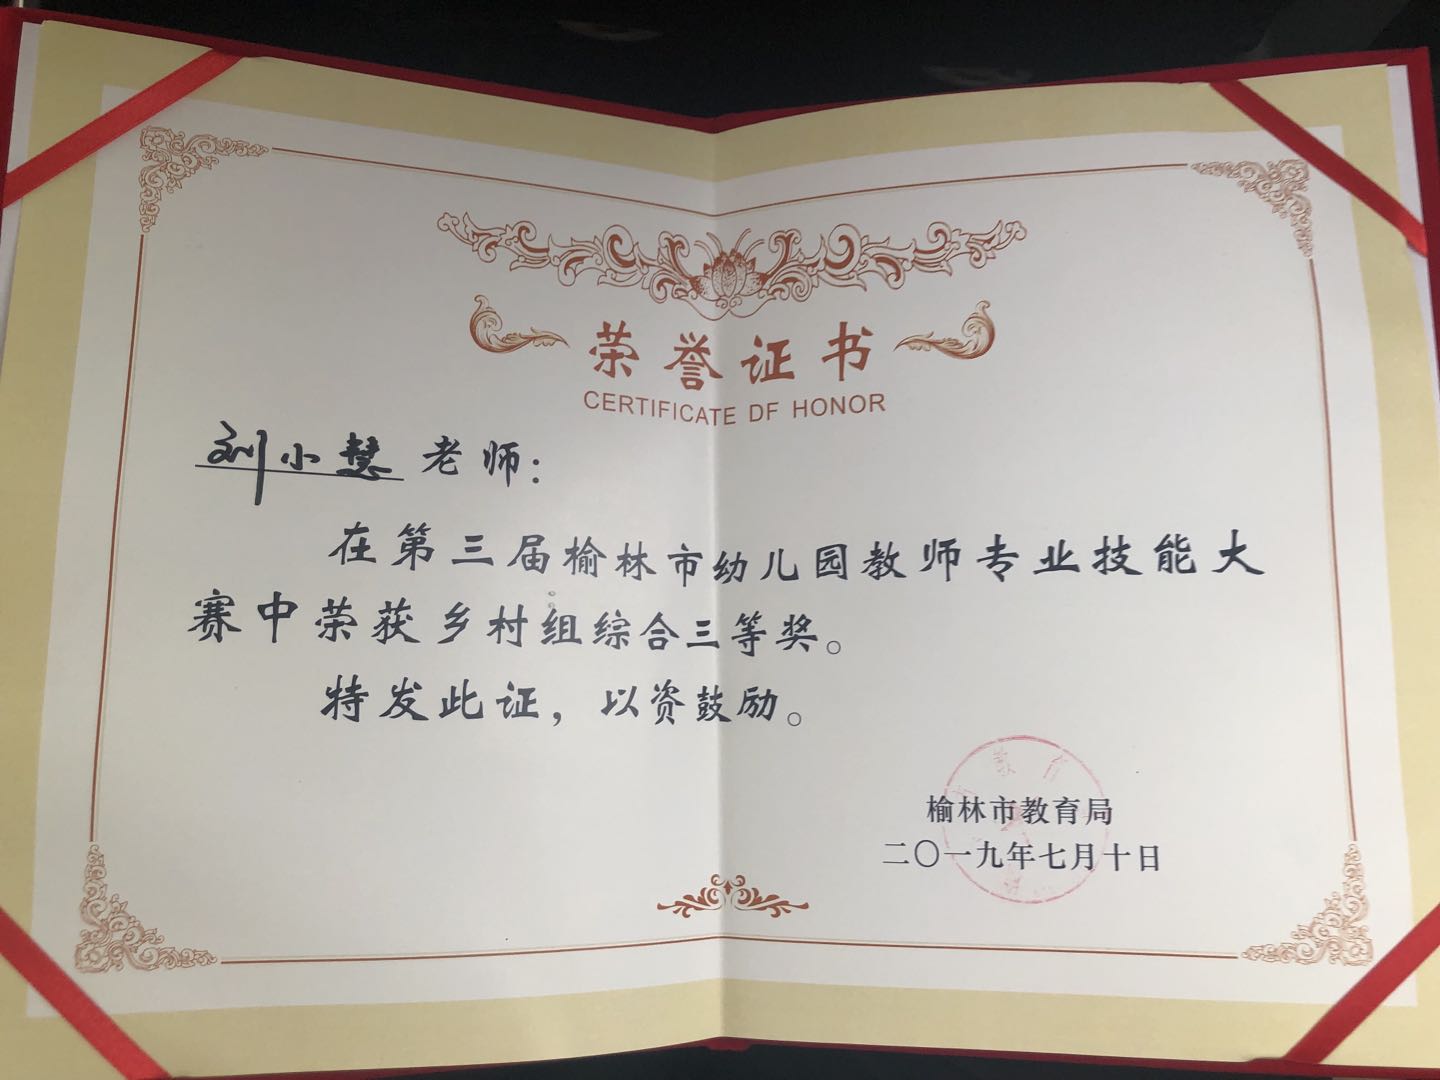 荣誉证书
CERTIFICATE DF HONOR
刘小慧老师：
在第三届榆林市幼儿园教师专业技能大
赛中荣获乡村组综合三等奖。
特发此证，以资鼓励。
教育
榆林市教育局
二〇一九年七月十日